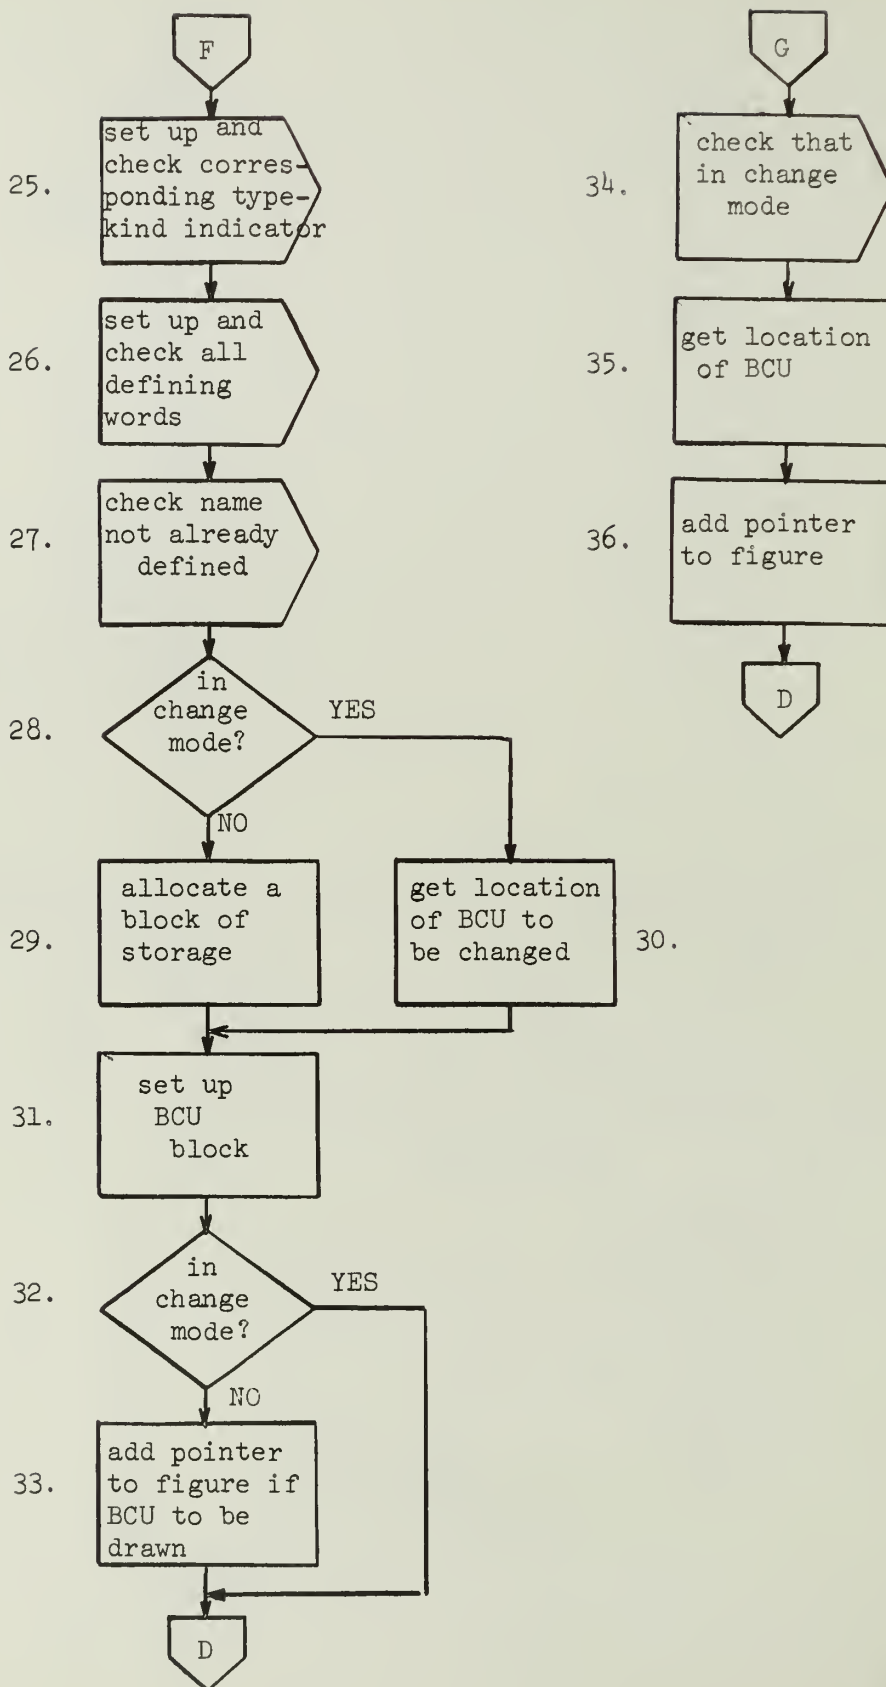 F
25.
set up and
check corres-
ponding type-
kind indicator
26.
set up and
check all
defining
words
27.
check name
not already
defined
28.
in
change
mode?
YES
NO
29.
allocate a
block of
storage
get location
of BCU to
be changed
30.
31.
set up
BCU
block
32.
in
change
mode?
YES
NO
33.
add pointer
to figure if
BCU to be
drawn
D
G
34.
check that
in change
mode
35.
get location
of BCU
36.
add pointer
to figure
D